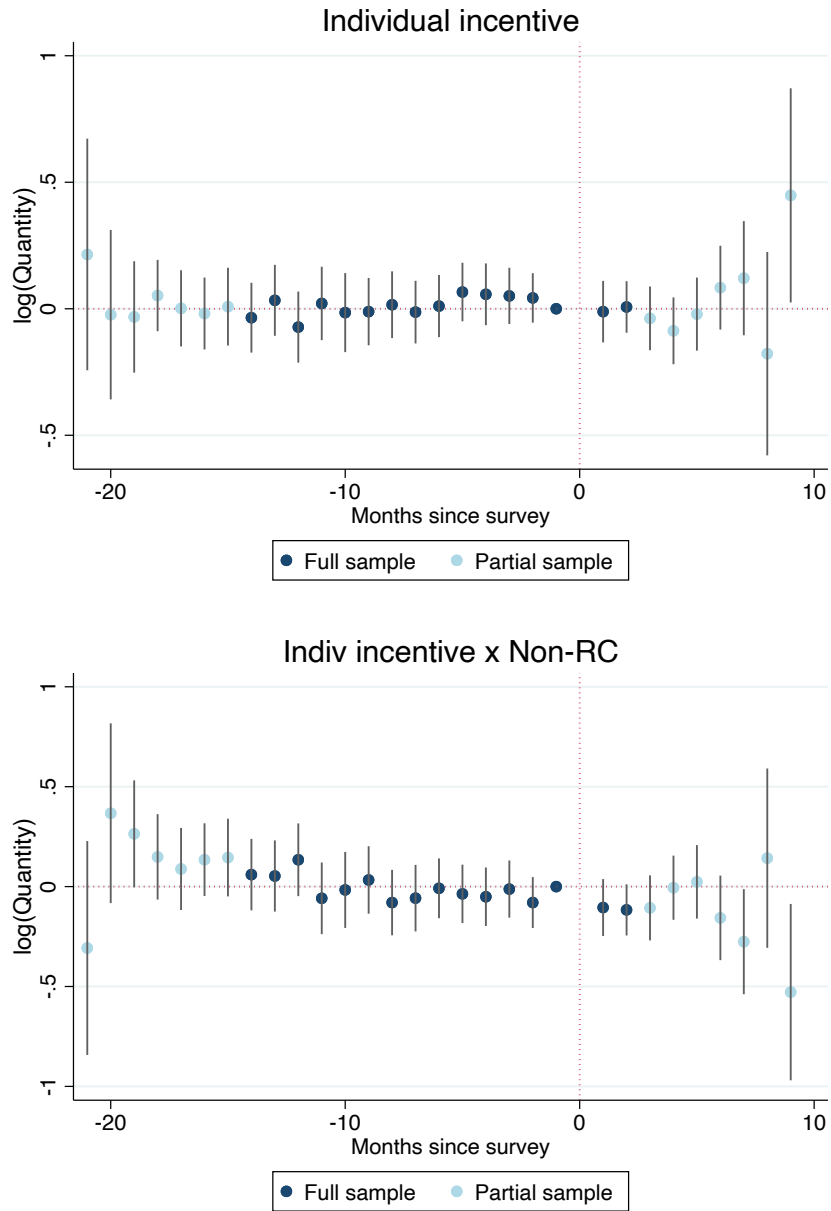 Individual incentive
1
.5
0
-.5
log(Quantity)
-20 -10 0 10
Months since survey
Full sample Partial sample
Indiv incentive x Non-RC
1
.5
0
-.5
-1
log(Quantity)
-20 -10 0 10
Months since survey
Full sample Partial sample